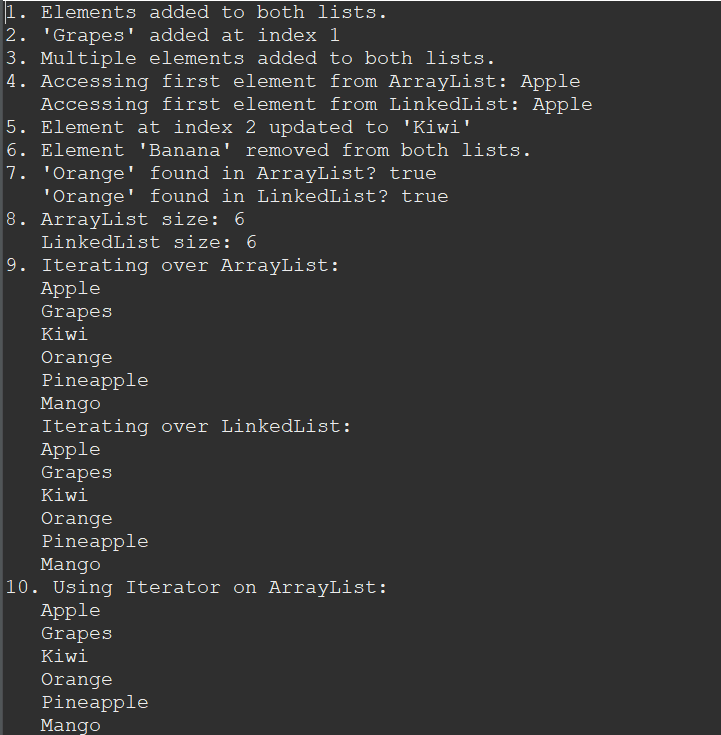 1. Elements added to both lists.
2. 'Grapes' added at index 1
3. Multiple elements added to both lists.
4. Accessing first element from ArrayList: Apple
   Accessing first element from LinkedList: Apple
5. Element at index 2 updated to 'Kiwi'
6. Element 'Banana' removed from both lists.
7. 'Orange' found in ArrayList? true
   'Orange' found in LinkedList? true
8. ArrayList size: 6
   LinkedList size: 6
9. Iterating over ArrayList:
   Apple
   Grapes
   Kiwi
   Orange
   Pineapple
   Mango
   Iterating over LinkedList:
   Apple
   Grapes
   Kiwi
   Orange
   Pineapple
   Mango
10. Using Iterator on ArrayList:
   Apple
   Grapes
   Kiwi
   Orange
   Pineapple
   Mango